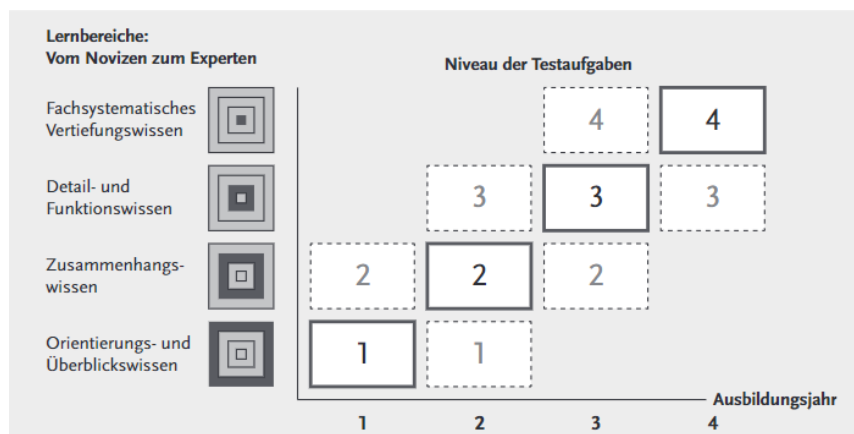 Lernbereiche:
Vom Novizen zum Experten
Niveau der Testaufgaben
Fachsystematisches
Vertiefungswissen
4
4
Detail- und
Funktionswissen
3
3
3
Zusammenhangs-
wissen
2
2
2
Orientierungs- und
Überblickswissen
1
1
Ausbildungsjahr
1
2
3
4